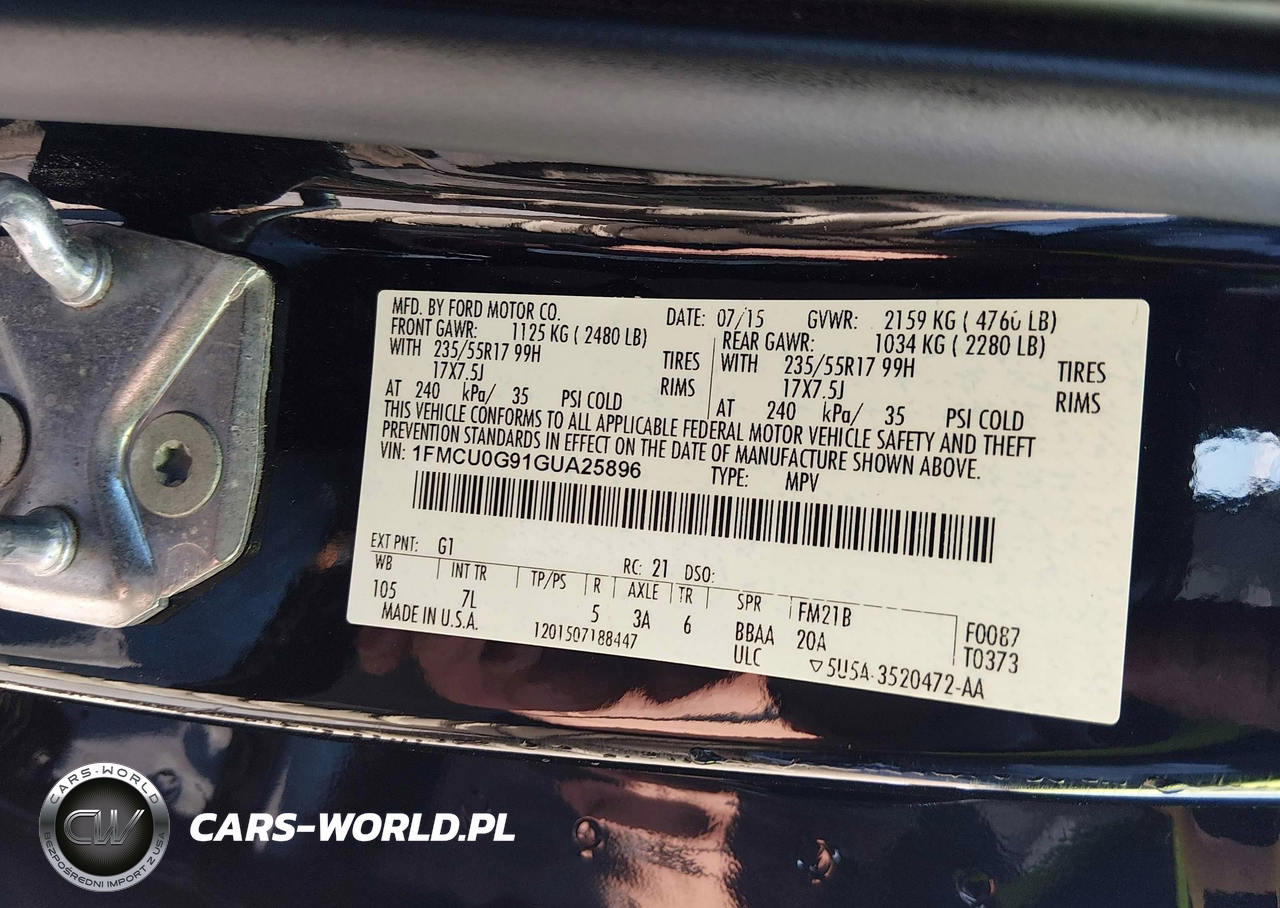 MFD. BY FORD MOTOR CO. DATE: 07/15 GVWR: 2159 KG ( 4760 LB)
FRONT GAWR: 1125 KG ( 2480 LB) REAR GAWR: 1034 KG ( 2280 LB)
WITH 235/55R17 99H TIRES WITH 235/55R17 99H TIRES
17X7.5J RIMS 17X7.5J RIMS
AT 240 kPa/ 35 PSI COLD AT 240 kPa/ 35 PSI COLD
THIS VEHICLE CONFORMS TO ALL APPLICABLE FEDERAL MOTOR VEHICLE SAFETY AND THEFT
PREVENTION STANDARDS IN EFFECT ON THE DATE OF MANUFACTURE SHOWN ABOVE.
VIN: 1FMCU0G91GUA25896 TYPE: MPV
EXT PNT: G1 RC: 21 DSO:
WB INT TR TP/PS R AXLE TR SPR FM21B F0087
105 7L 5 3A 6 BBAA 20A T0373
MADE IN U.S.A. 1201507188447 ULC ▽5U5A-3520472-AA
CARS-WORLD
CW
BEZPOŚREDNI IMPORT Z USA
CARS-WORLD.PL